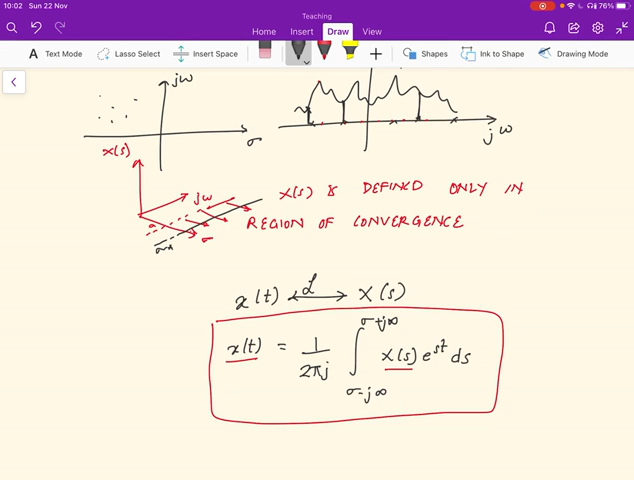 10:02 Sun 22 Nov
76%
Teaching
Home Insert Draw View
Text Mode Lasso Select Insert Space Shapes Ink to Shape Drawing Mode
jω
σ
jω
X(s)
jω
σ
X(s) IS DEFINED ONLY IN
REGION OF CONVERGENCE
x(t) ℒ⟷ X(s)
x(t) = 1/2πj ∫_{σ-j∞}^{σ+j∞} X(s) e^{st} ds